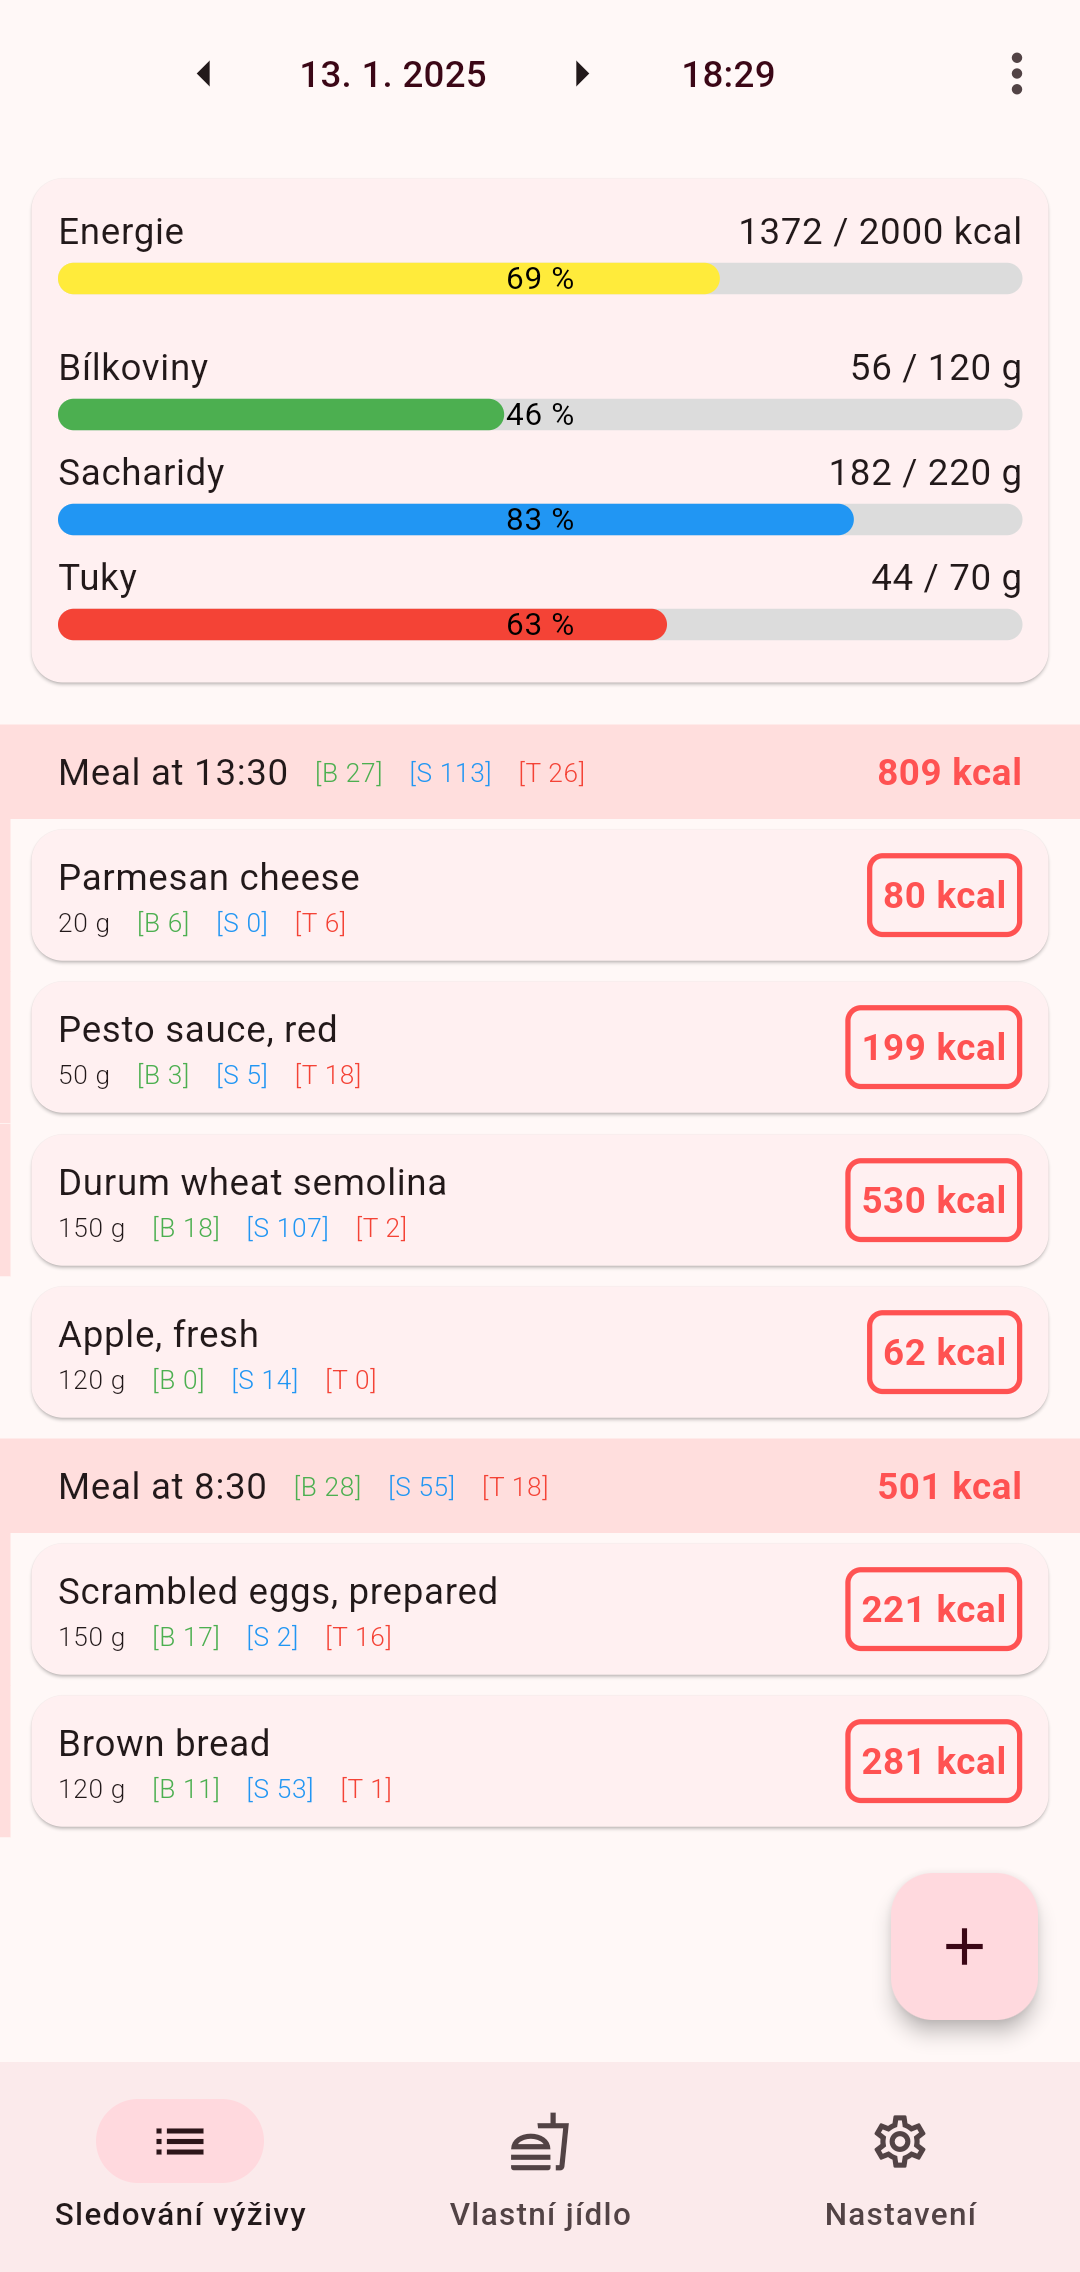 13. 1. 2025 18:29
Energie 1372 / 2000 kcal
69 %
Bílkoviny 56 / 120 g
46 %
Sacharidy 182 / 220 g
83 %
Tuky 44 / 70 g
63 %
Meal at 13:30 [B 27] [S 113] [T 26] 809 kcal
Parmesan cheese
20 g [B 6] [S 0] [T 6]
80 kcal
Pesto sauce, red
50 g [B 3] [S 5] [T 18]
199 kcal
Durum wheat semolina
150 g [B 18] [S 107] [T 2]
530 kcal
Apple, fresh
120 g [B 0] [S 14] [T 0]
62 kcal
Meal at 8:30 [B 28] [S 55] [T 18] 501 kcal
Scrambled eggs, prepared
150 g [B 17] [S 2] [T 16]
221 kcal
Brown bread
120 g [B 11] [S 53] [T 1]
281 kcal
Sledování výživy Vlastní jídlo Nastavení